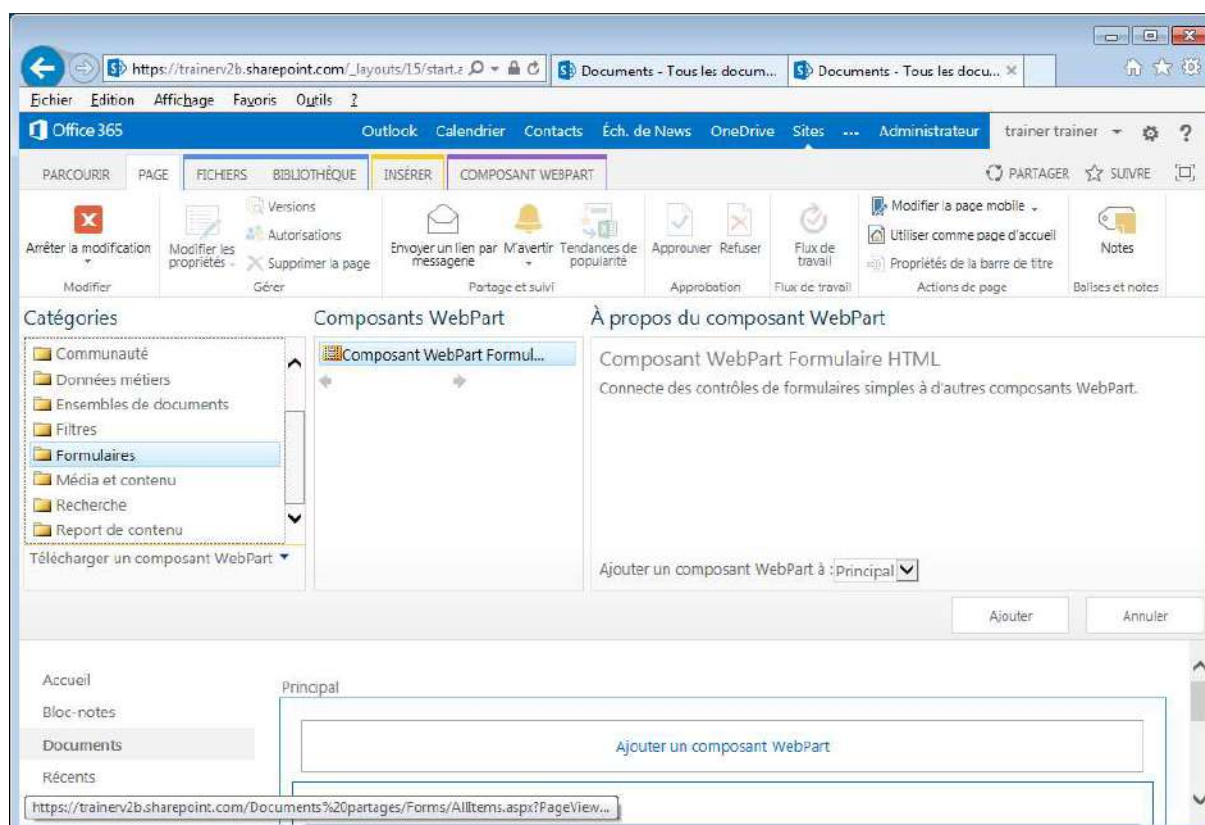 https://trainerv2b.sharepoint.com/_layouts/15/start.a
Documents - Tous les docum...
Documents - Tous les docu...
Fichier Edition Affichage Favoris Outils ?
Office 365
Outlook Calendrier Contacts Éch. de News OneDrive Sites ... Administrateur trainer trainer ?
PARCOURIR PAGE FICHIERS BIBLIOTHÈQUE INSÉRER COMPOSANT WEBPART PARTAGER SUIVRE
Arrêter la modification
Modifier les propriétés
Versions
Autorisations
Supprimer la page
Envoyer un lien par messagerie
M'avertir
Tendances de popularité
Approuver
Refuser
Flux de travail
Modifier la page mobile
Utiliser comme page d'accueil
Propriétés de la barre de titre
Notes
Modifier Gérer Partage et suivi Approbation Flux de travail Actions de page Balises et notes
Catégories
Communauté
Données métiers
Ensembles de documents
Filtres
Formulaires
Média et contenu
Recherche
Report de contenu
Télécharger un composant WebPart
Composants WebPart
Composant WebPart Formul...
À propos du composant WebPart
Composant WebPart Formulaire HTML
Connecte des contrôles de formulaires simples à d'autres composants WebPart.
Ajouter un composant WebPart à : Principal
Ajouter Annuler
Accueil
Bloc-notes
Documents
Récents
Principal
Ajouter un composant WebPart
https://trainerv2b.sharepoint.com/Documents%20partages/Forms/AllItems.aspx?PageView...